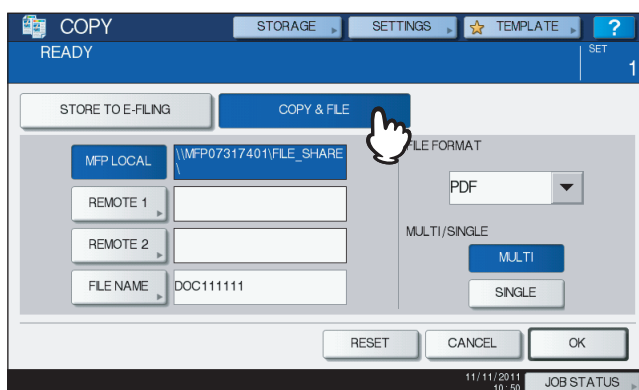 COPY
STORAGE
SETTINGS
TEMPLATE
?
READY
SET
1
STORE TO E-FILING
COPY & FILE
MFP LOCAL
\\MFP07317401\FILE_SHARE
\
REMOTE 1
REMOTE 2
FILE NAME
DOC111111
FILE FORMAT
PDF
MULTI/SINGLE
MULTI
SINGLE
RESET
CANCEL
OK
11/11/2011
10:50
JOB STATUS